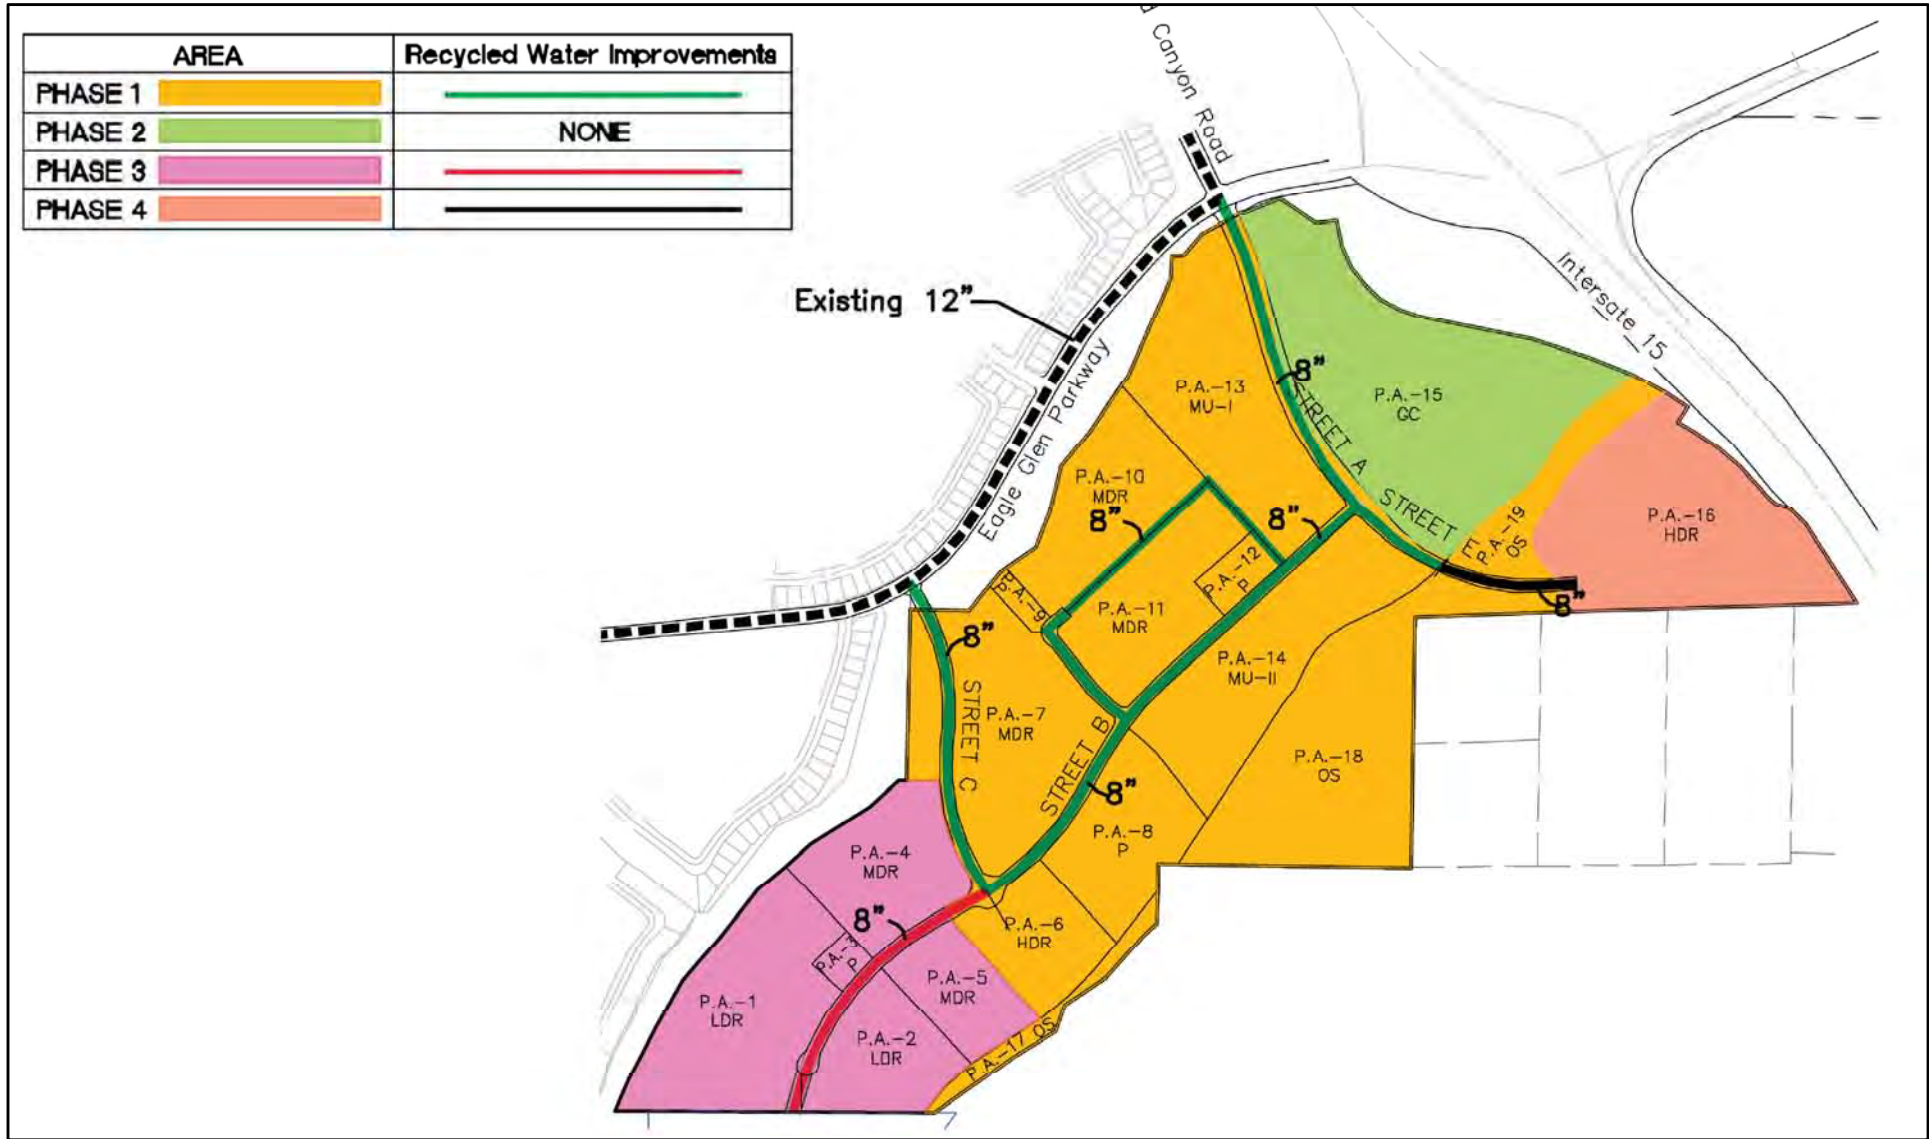 AREA
Recycled Water Improvements
PHASE 1
PHASE 2
NONE
PHASE 3
PHASE 4
Canyon Road
Existing 12”
Eagle Glen Parkway
Intersate 15
8”
P.A.-13
MU-I
STREET A
P.A.-15
GC
P.A.-10
MDR
8”
8”
STREET E
P.A.-19
OS
P.A.-16
HDR
P.A.-12
P
P.A.-9
P
P.A.-11
MDR
8”
8”
P.A.-14
MU-II
STREET C
P.A.-7
MDR
STREET B
8”
P.A.-18
OS
P.A.-8
P
P.A.-4
MDR
8”
P.A.-6
HDR
P.A.-3
P
P.A.-5
MDR
P.A.-1
LDR
P.A.-2
LDR
P.A.-17 OS